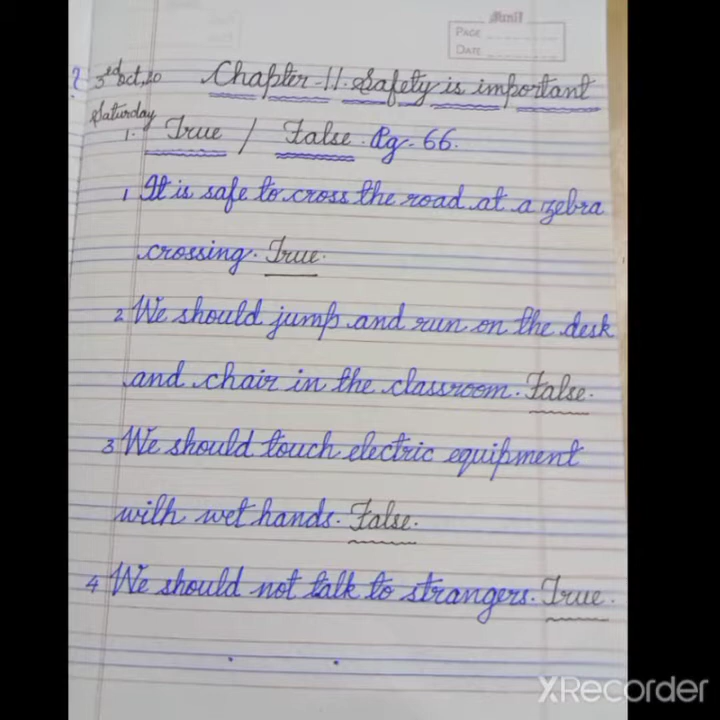 Amit
PAGE
DATE
3rd oct, 20 Chapter-11. Safety is important
Saturday
1. True / False. Pg. 66.
1 It is safe to cross the road at a zebra
crossing. True.
2 We should jump and run on the desk
and chair in the classroom. False.
3 We should touch electric equipment
with wet hands. False.
4 We should not talk to strangers. True.
XRecorder